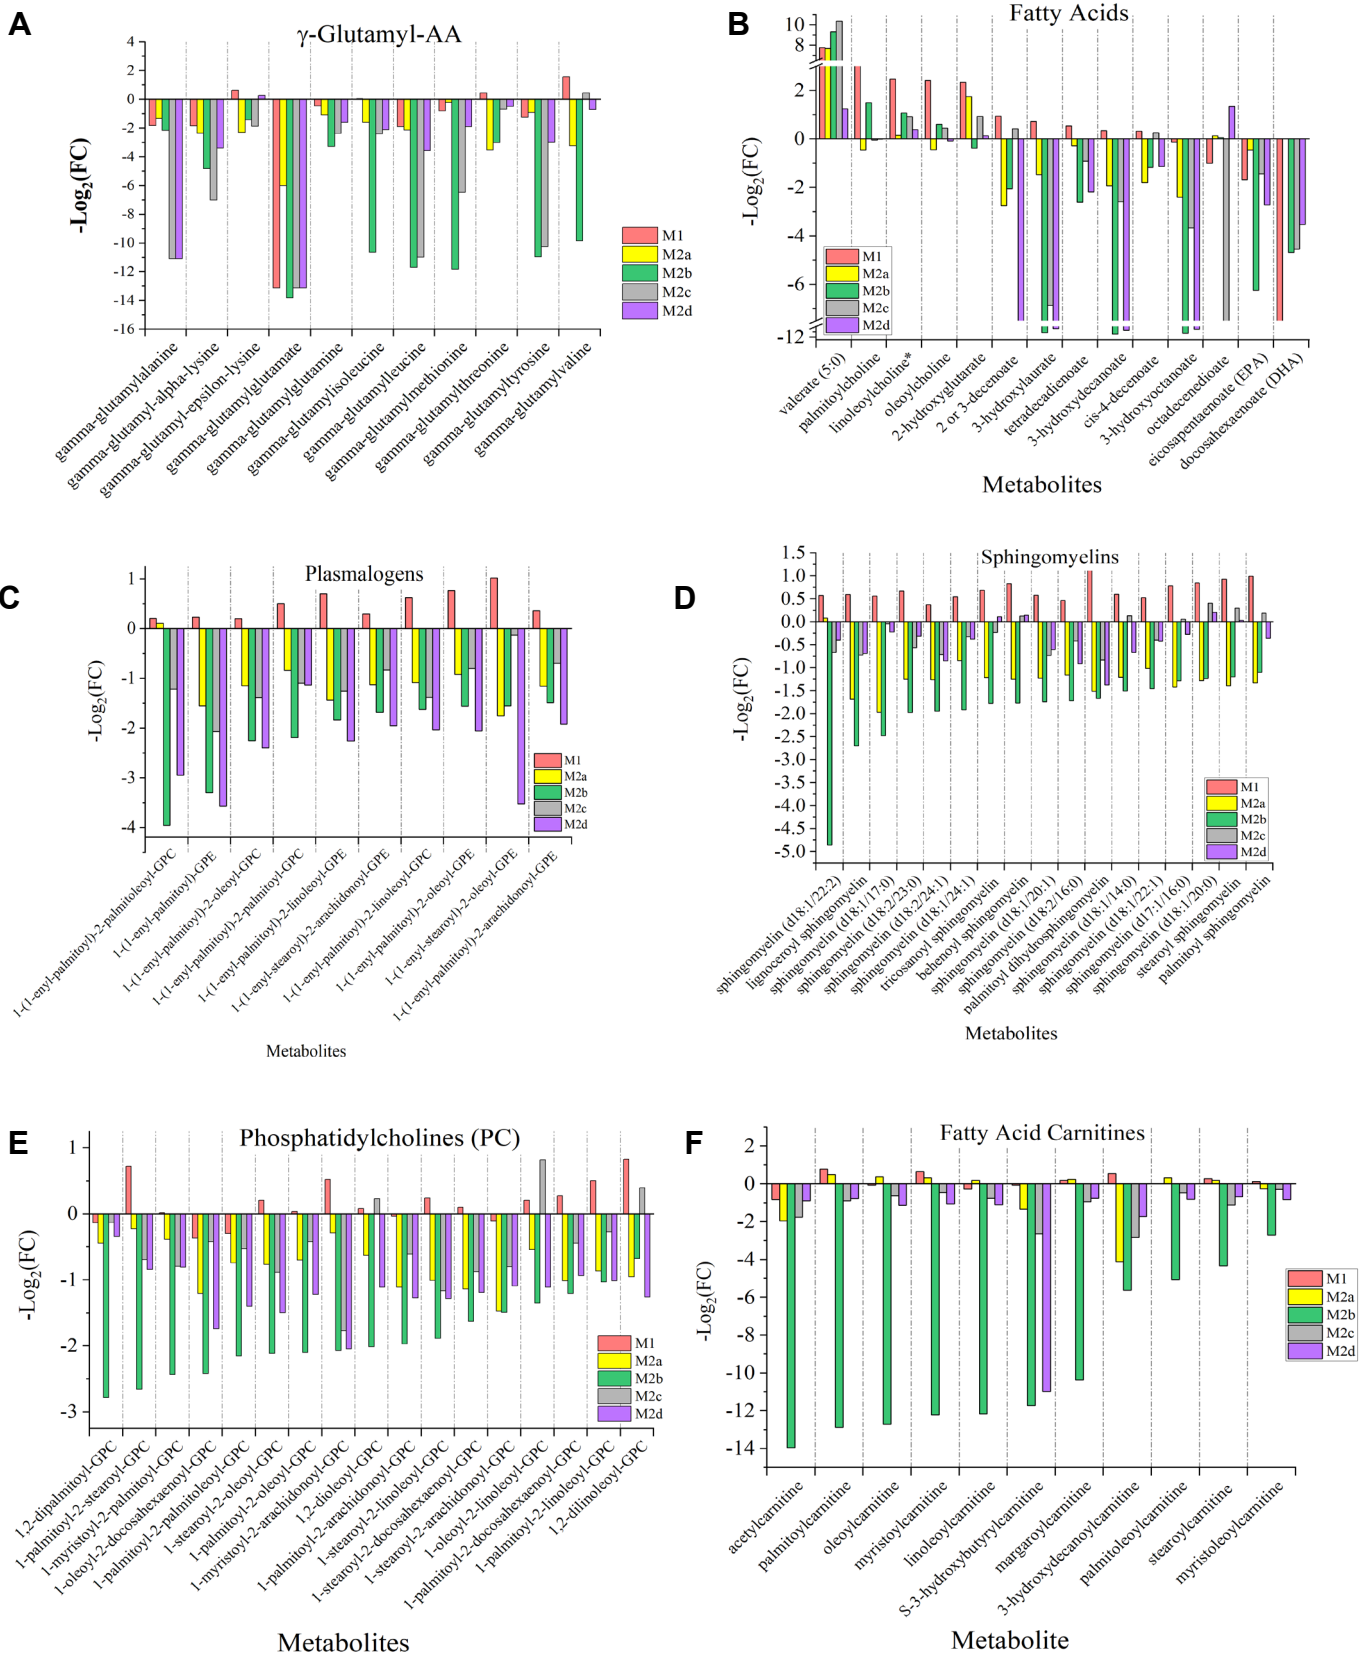 A
γ-Glutamyl-AA
4
2
0
-2
-4
-6
-8
-10
-12
-14
-16
-Log2(FC)
M1
M2a
M2b
M2c
M2d
gamma-glutamylalanine
gamma-glutamyl-alpha-lysine
gamma-glutamyl-epsilon-lysine
gamma-glutamylglutamate
gamma-glutamylglutamine
gamma-glutamylisoleucine
gamma-glutamylleucine
gamma-glutamylmethionine
gamma-glutamylthreonine
gamma-glutamyltyrosine
gamma-glutamylvaline
B
Fatty Acids
10
8
2
0
-2
-4
-6
-12
-Log2(FC)
M1
M2a
M2b
M2c
M2d
valerate (5:0)
palmitoylcholine
linoleoylcholine*
oleoylcholine
2-hydroxyglutarate
2 or 3-decenoate
3-hydroxylaurate
tetradecadienoate
3-hydroxydecanoate
cis-4-decenoate
3-hydroxyoctanoate
octadecenedioate
eicosapentaenoate (EPA)
docosahexaenoate (DHA)
Metabolites
C
Plasmalogens
1
0
-1
-2
-3
-4
-Log2(FC)
M1
M2a
M2b
M2c
M2d
1-(1-enyl-palmitoyl)-2-palmitoleoyl-GPC
1-(1-enyl-palmitoyl)-GPE
1-(1-enyl-palmitoyl)-2-oleoyl-GPC
1-(1-enyl-palmitoyl)-2-palmitoyl-GPC
1-(1-enyl-palmitoyl)-2-linoleoyl-GPE
1-(1-enyl-stearoyl)-2-arachidonoyl-GPE
1-(1-enyl-palmitoyl)-2-linoleoyl-GPC
1-(1-enyl-palmitoyl)-2-oleoyl-GPE
1-(1-enyl-stearoyl)-2-oleoyl-GPE
1-(1-enyl-palmitoyl)-2-arachidonoyl-GPE
Metabolites
D
Sphingomyelins
1.5
1.0
0.5
0.0
-0.5
-1.0
-1.5
-2.0
-2.5
-3.0
-3.5
-4.0
-4.5
-5.0
-Log2(FC)
M1
M2a
M2b
M2c
M2d
sphingomyelin (d18:1/22:2)
lignoceroyl sphingomyelin
sphingomyelin (d18:1/17:0)
sphingomyelin (d18:2/23:0)
sphingomyelin (d18:2/24:1)
sphingomyelin (d18:1/24:1)
tricosanoyl sphingomyelin
behenoyl sphingomyelin
sphingomyelin (d18:1/20:1)
sphingomyelin (d18:2/16:0)
palmitoyl dihydrosphingomyelin
sphingomyelin (d18:1/14:0)
sphingomyelin (d18:1/22:1)
sphingomyelin (d17:1/16:0)
sphingomyelin (d18:1/20:0)
stearoyl sphingomyelin
palmitoyl sphingomyelin
Metabolites
E
Phosphatidylcholines (PC)
1
0
-1
-2
-3
-Log2(FC)
M1
M2a
M2b
M2c
M2d
1,2-dipalmitoyl-GPC
1-palmitoyl-2-stearoyl-GPC
1-myristoyl-2-palmitoyl-GPC
1-oleoyl-2-docosahexaenoyl-GPC
1-palmitoyl-2-palmitoleoyl-GPC
1-stearoyl-2-oleoyl-GPC
1-palmitoyl-2-oleoyl-GPC
1-myristoyl-2-arachidonoyl-GPC
1,2-dioleoyl-GPC
1-palmitoyl-2-arachidonoyl-GPC
1-stearoyl-2-linoleoyl-GPC
1-stearoyl-2-docosahexaenoyl-GPC
1-stearoyl-2-arachidonoyl-GPC
1-oleoyl-2-linoleoyl-GPC
1-palmitoyl-2-docosahexaenoyl-GPC
1-palmitoyl-2-linoleoyl-GPC
1,2-dilinoleoyl-GPC
Metabolites
F
Fatty Acid Carnitines
2
0
-2
-4
-6
-8
-10
-12
-14
-Log2(FC)
M1
M2a
M2b
M2c
M2d
acetylcarnitine
palmitoylcarnitine
oleoylcarnitine
myristoylcarnitine
linoleoylcarnitine
S-3-hydroxybutyrylcarnitine
margaroylcarnitine
3-hydroxydecanoylcarnitine
palmitoleoylcarnitine
stearoylcarnitine
myristoleoylcarnitine
Metabolite